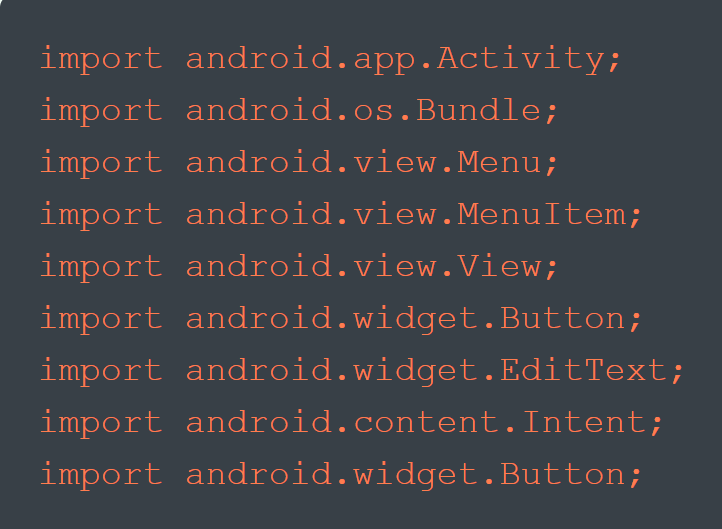 import android.app.Activity;
import android.os.Bundle;
import android.view.Menu;
import android.view.MenuItem;
import android.view.View;
import android.widget.Button;
import android.widget.EditText;
import android.content.Intent;
import android.widget.Button;